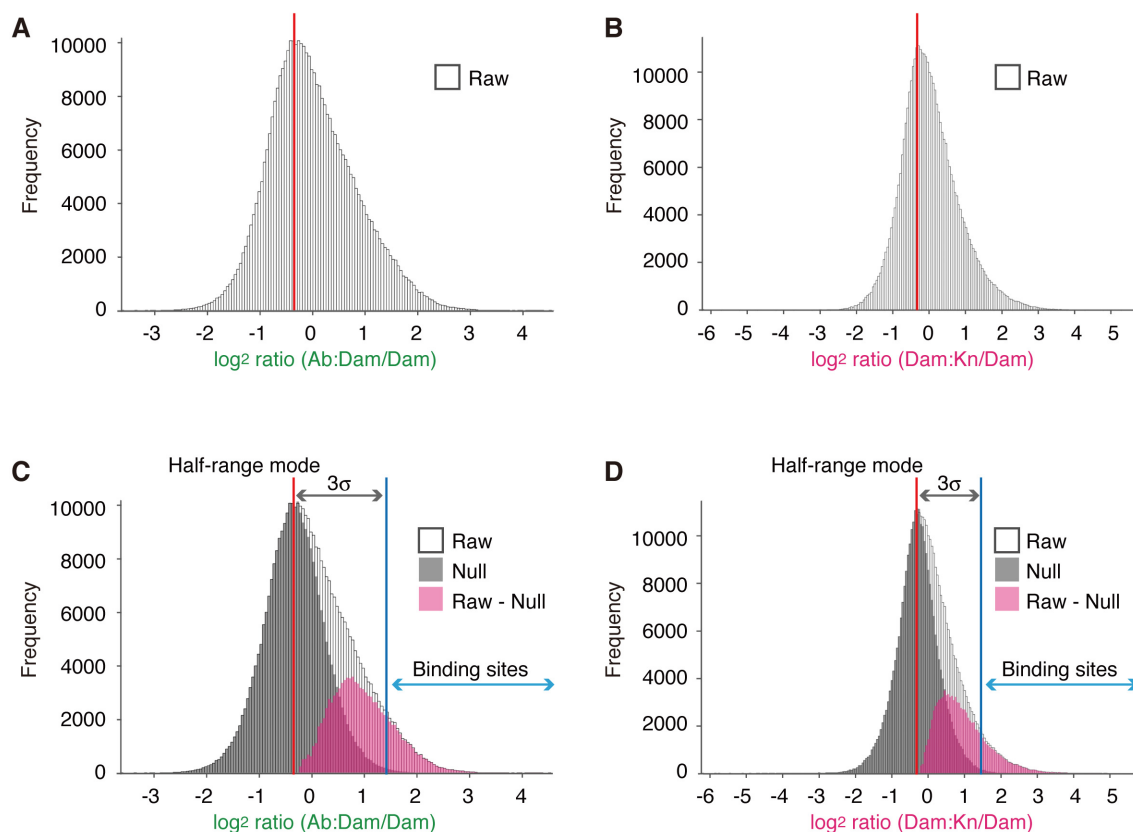 A
10000
8000
6000
4000
2000
0
Frequency
Raw
-3 -2 -1 0 1 2 3 4
log2 ratio (Ab:Dam/Dam)
B
10000
8000
6000
4000
2000
0
Frequency
Raw
-6 -5 -4 -3 -2 -1 0 1 2 3 4 5
log2 ratio (Dam:Kn/Dam)
C
Half-range mode
3σ
10000
8000
6000
4000
2000
0
Frequency
Raw
Null
Raw - Null
Binding sites
-3 -2 -1 0 1 2 3 4
log2 ratio (Ab:Dam/Dam)
D
Half-range mode
3σ
10000
8000
6000
4000
2000
0
Frequency
Raw
Null
Raw - Null
Binding sites
-6 -5 -4 -3 -2 -1 0 1 2 3 4 5
log2 ratio (Dam:Kn/Dam)